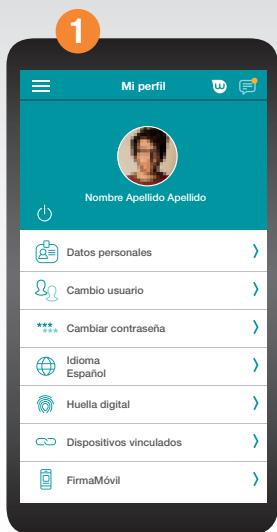 1
Mi perfil
Nombre Apellido Apellido
Datos personales
Cambio usuario
Cambiar contraseña
Idioma
Español
Huella digital
Dispositivos vinculados
FirmaMóvil